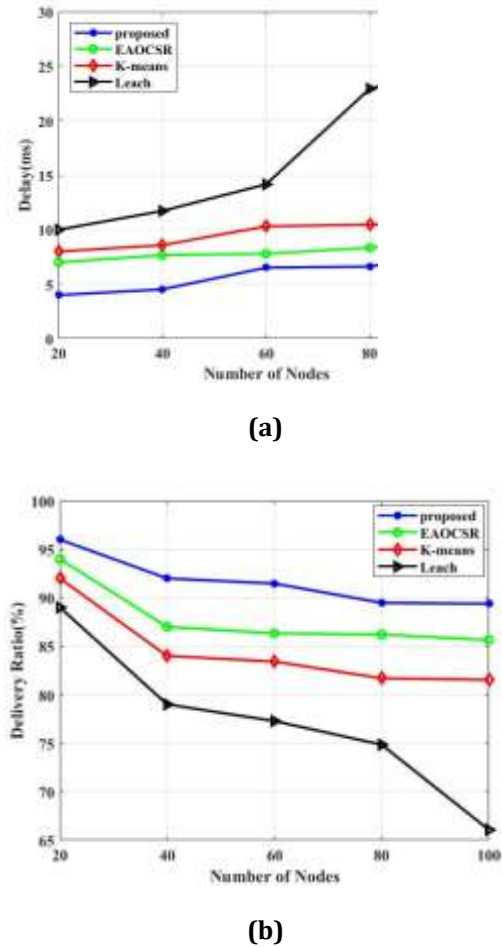 30
25
20
15
10
5
0
Delay(ms)
proposed
EAOCSR
K-means
Leach
20 40 60 80
Number of Nodes
(a)
100
95
90
85
80
75
70
65
Delivery Ratio(%)
proposed
EAOCSR
K-means
Leach
20 40 60 80 100
Number of Nodes
(b)